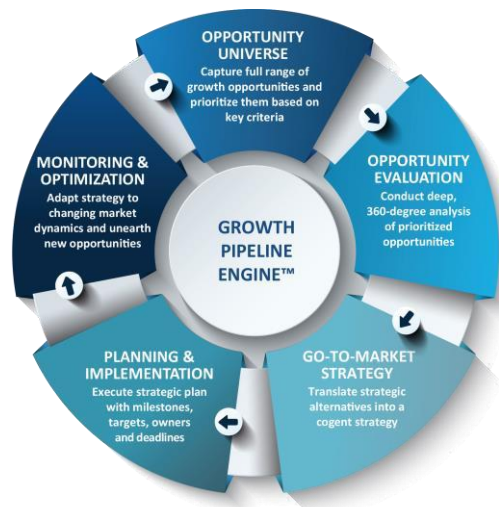 OPPORTUNITY
UNIVERSE
Capture full range of
growth opportunities and
prioritize them based on
key criteria
OPPORTUNITY
EVALUATION
Conduct deep,
360-degree analysis
of prioritized
opportunities
GO-TO-MARKET
STRATEGY
Translate strategic
alternatives into a
cogent strategy
PLANNING &
IMPLEMENTATION
Execute strategic plan
with milestones,
targets, owners
and deadlines
MONITORING &
OPTIMIZATION
Adapt strategy to
changing market
dynamics and unearth
new opportunities
GROWTH
PIPELINE
ENGINE™